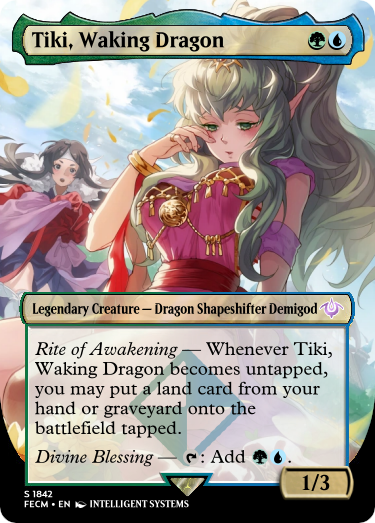 Tiki, Waking Dragon
Legendary Creature — Dragon Shapeshifter Demigod
Rite of Awakening — Whenever Tiki,
Waking Dragon becomes untapped,
you may put a land card from your
hand or graveyard onto the
battlefield tapped.
Divine Blessing — : Add .
1/3
S 1842
FECM • EN INTELLIGENT SYSTEMS